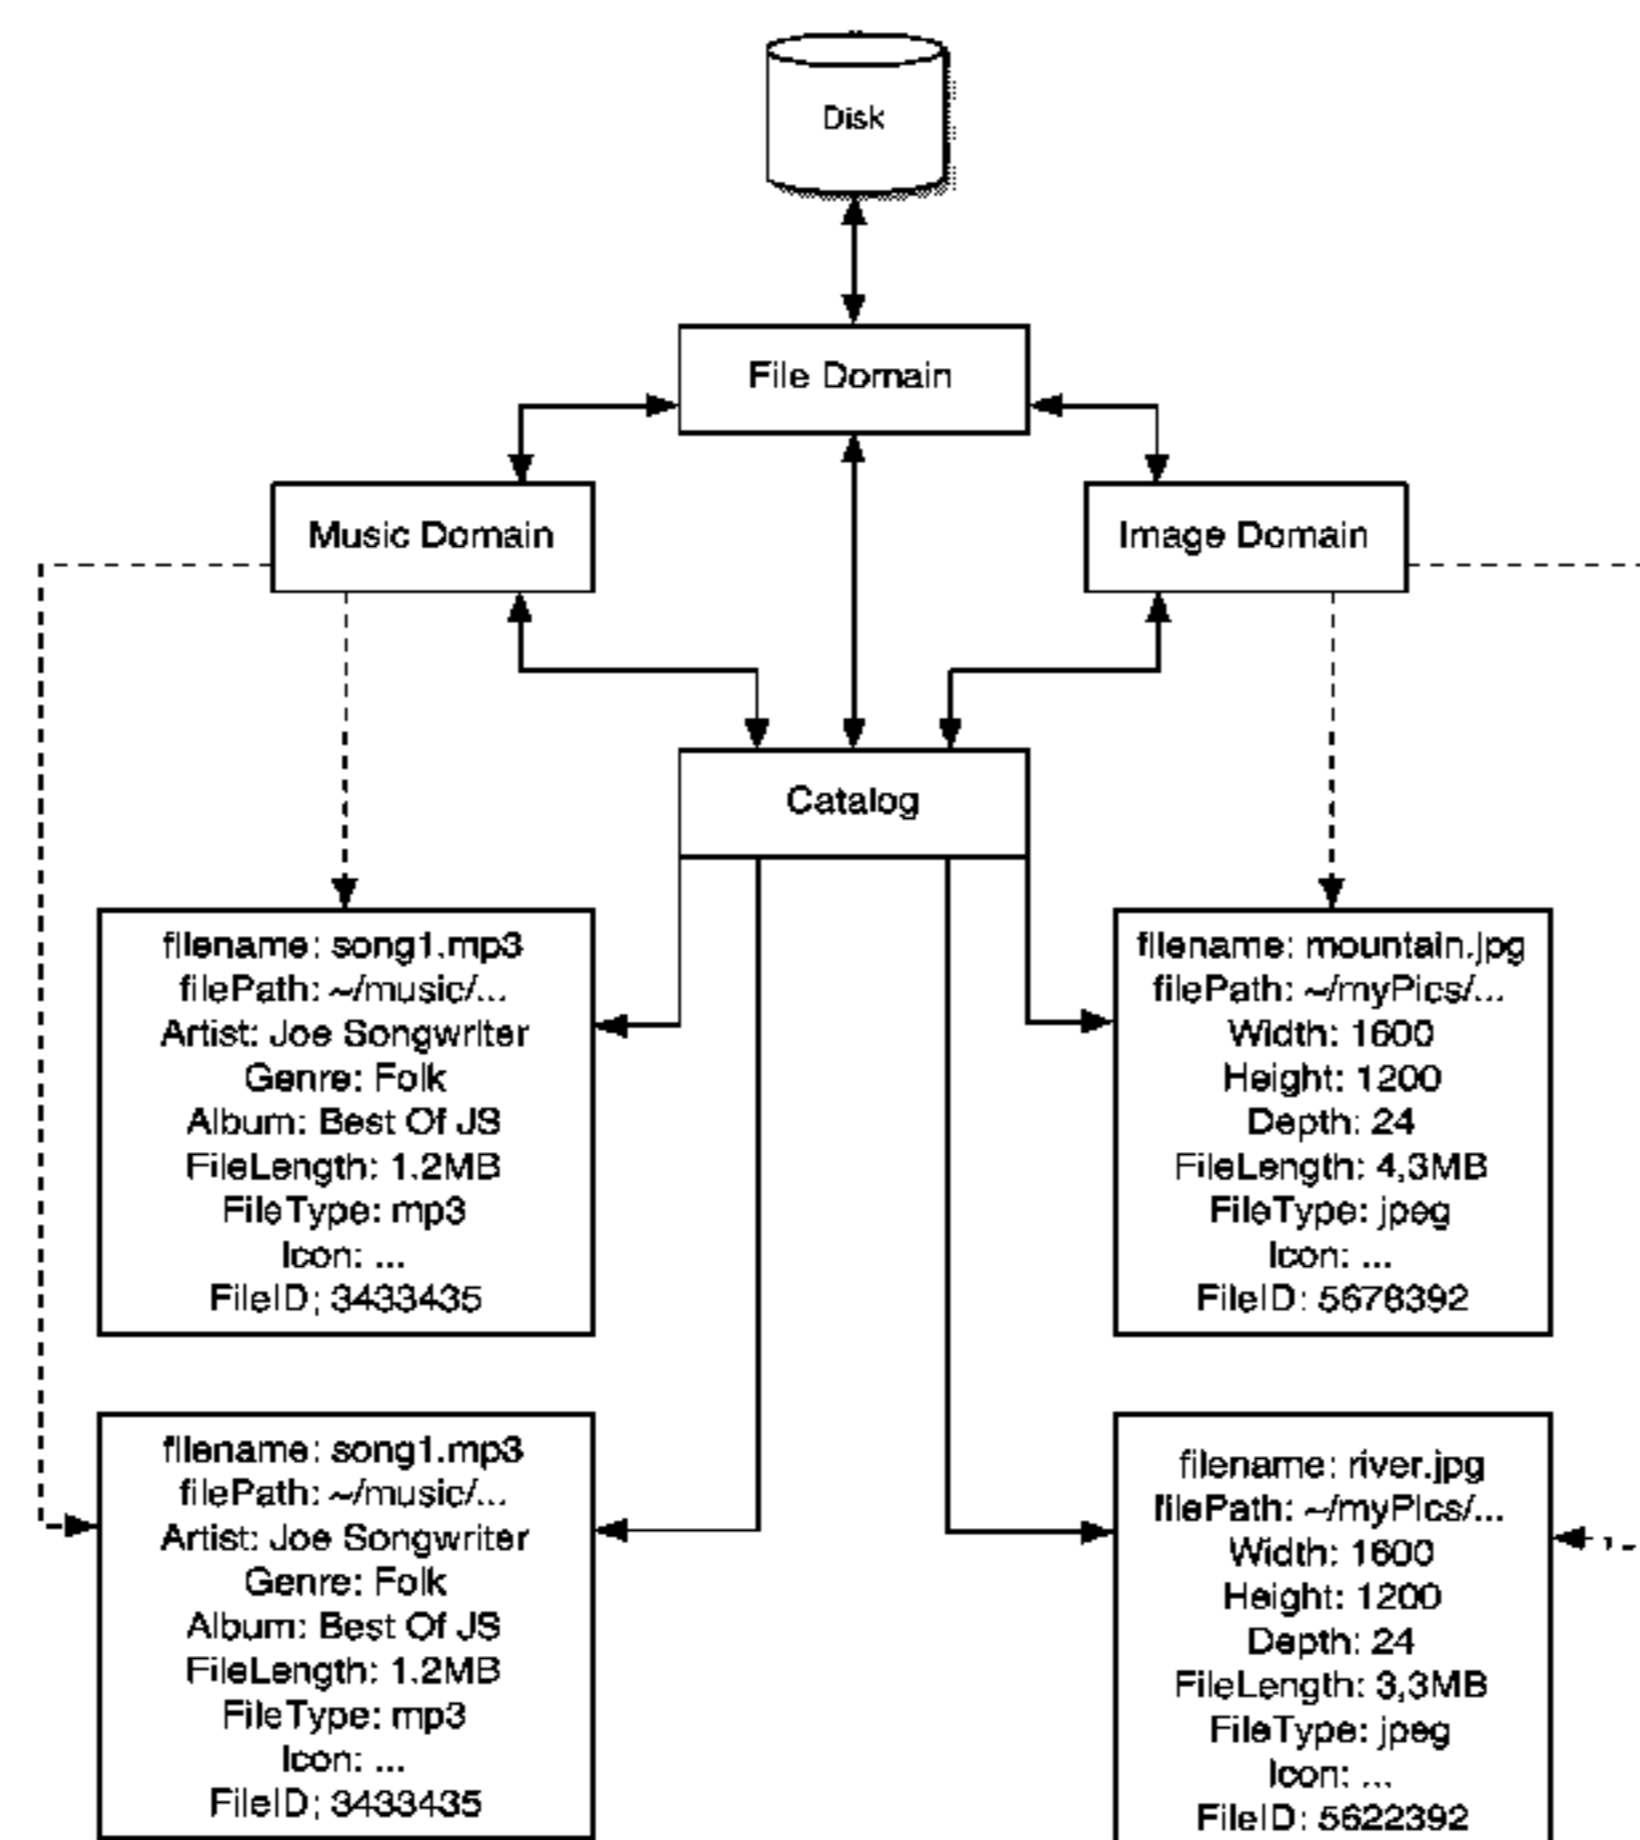 Disk
File Domain
Music Domain
Image Domain
Catalog
filename: song1.mp3
filePath: ~/music/...
Artist: Joe Songwriter
Genre: Folk
Album: Best Of JS
FileLength: 1.2MB
FileType: mp3
Icon: ...
FileID: 3433435
filename: mountain.jpg
filePath: ~/myPics/...
Width: 1600
Height: 1200
Depth: 24
FileLength: 4,3MB
FileType: jpeg
Icon: ...
FileID: 5678392
filename: song1.mp3
filePath: ~/music/...
Artist: Joe Songwriter
Genre: Folk
Album: Best Of JS
FileLength: 1.2MB
FileType: mp3
Icon: ...
FileID: 3433435
filename: river.jpg
filePath: ~/myPics/...
Width: 1600
Height: 1200
Depth: 24
FileLength: 3,3MB
FileType: jpeg
Icon: ...
FileID: 5622392